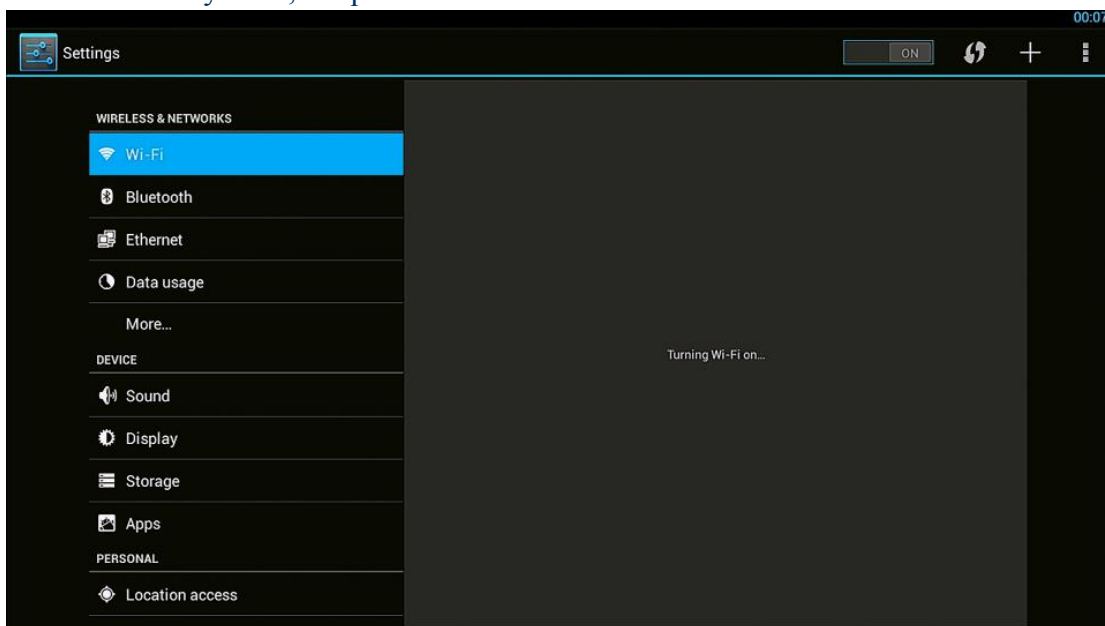 00:07
Settings
ON
WIRELESS & NETWORKS
Wi-Fi
Bluetooth
Ethernet
Data usage
More...
Turning Wi-Fi on...
DEVICE
Sound
Display
Storage
Apps
PERSONAL
Location access